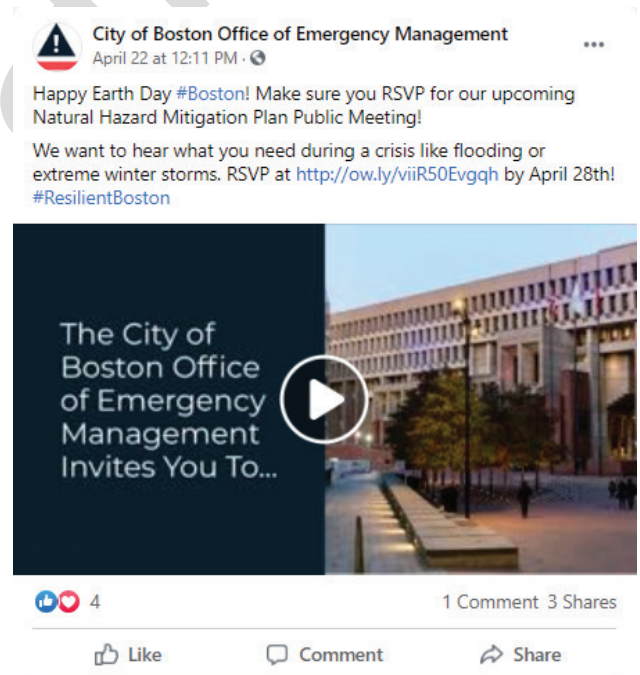 City of Boston Office of Emergency Management
April 22 at 12:11 PM ·
Happy Earth Day #Boston! Make sure you RSVP for our upcoming
Natural Hazard Mitigation Plan Public Meeting!
We want to hear what you need during a crisis like flooding or
extreme winter storms. RSVP at http://ow.ly/viiR50Evgqh by April 28th!
#ResilientBoston
The City of
Boston Office
of Emergency
Management
Invites You To...
4
1 Comment 3 Shares
Like Comment Share